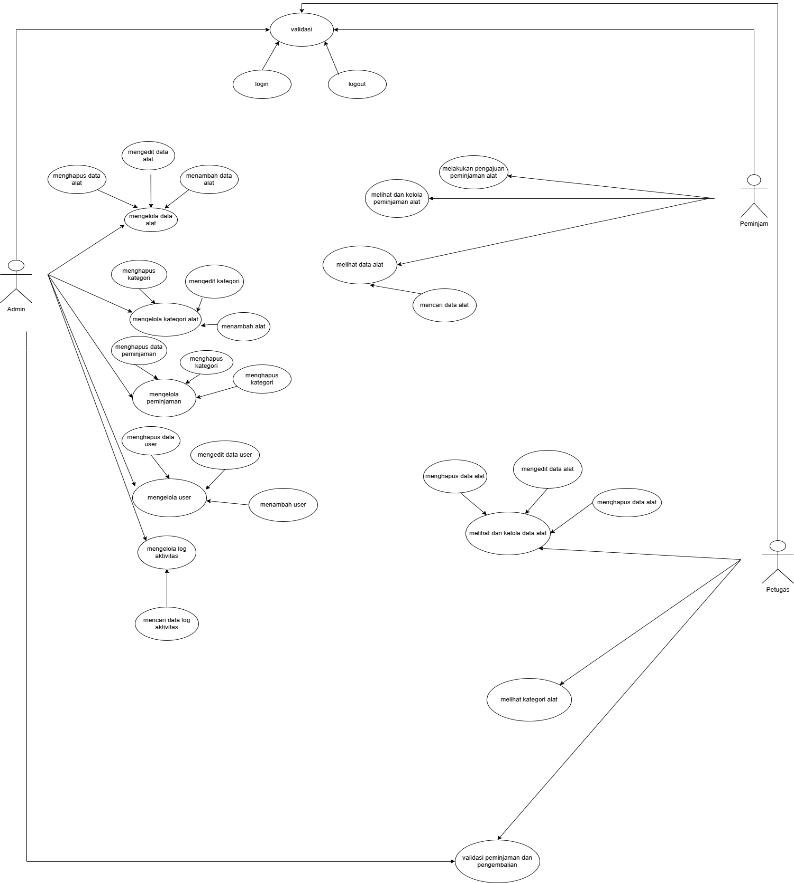 validasi
login
logout
mengedit data
alat
menghapus data
alat
menambah data
alat
mengelola data
alat
melakukan pengajuan
peminjaman alat
melihat dan kelola
peminjaman alat
Peminjam
melihat data alat
mencari data alat
Admin
menghapus
kategori
mengedit kategori
mengelola kategori alat
menambah alat
menghapus data
peminjaman
menghapus
kategori
menghapus
kategori
mengelola
peminjaman
menghapus data
user
mengedit data user
mengelola user
menambah user
menghapus data alat
mengedit data alat
menghapus data alat
melihat dan kelola data alat
mengelola log
aktivitas
Petugas
mencari data log
aktivitas
melihat kategori alat
validasi peminjaman dan
pengembalian